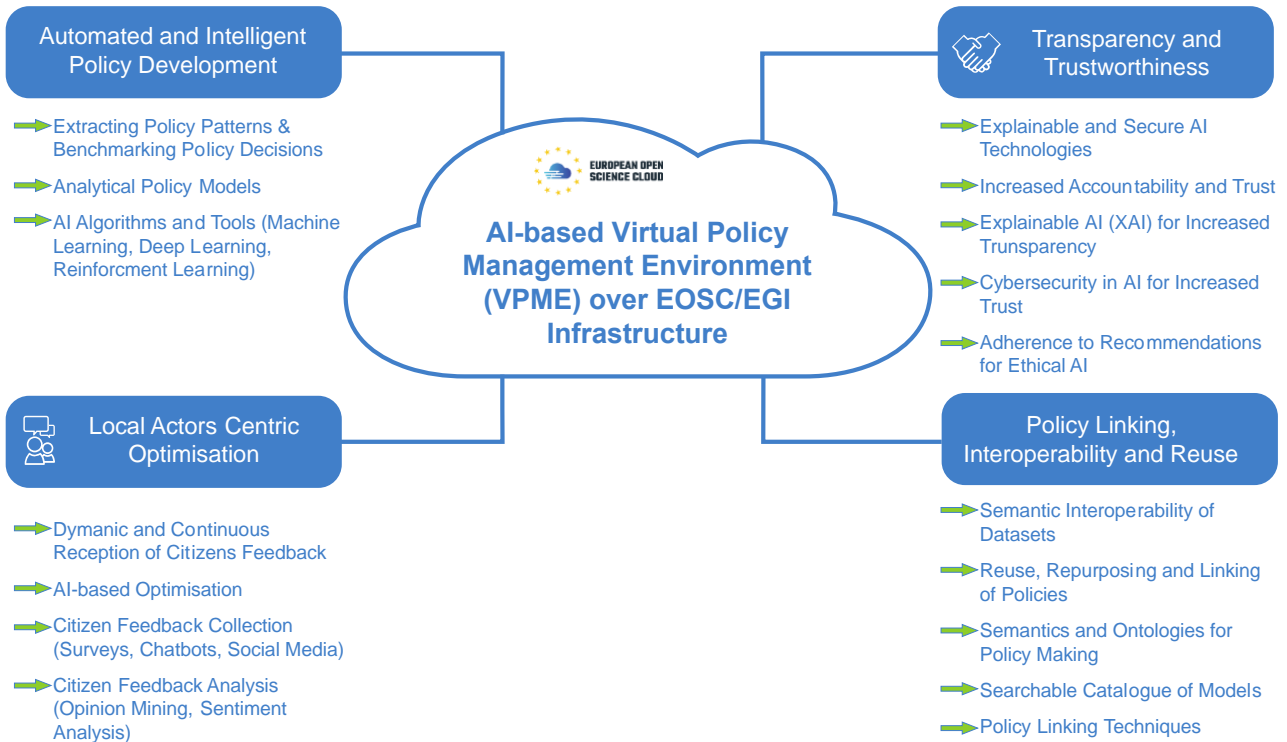 Automated and Intelligent
Policy Development
Extracting Policy Patterns &
Benchmarking Policy Decisions
Analytical Policy Models
AI Algorithms and Tools (Machine
Learning, Deep Learning,
Reinforcment Learning)
Transparency and
Trustworthiness
Explainable and Secure AI
Technologies
Increased Accountability and Trust
Explainable AI (XAI) for Increased
Trunsparency
Cybersecurity in AI for Increased
Trust
Adherence to Recommendations
for Ethical AI
EUROPEAN OPEN
SCIENCE CLOUD
AI-based Virtual Policy
Management Environment
(VPME) over EOSC/EGI
Infrastructure
Local Actors Centric
Optimisation
Dymanic and Continuous
Reception of Citizens Feedback
AI-based Optimisation
Citizen Feedback Collection
(Surveys, Chatbots, Social Media)
Citizen Feedback Analysis
(Opinion Mining, Sentiment
Analysis)
Policy Linking,
Interoperability and Reuse
Semantic Interoperability of
Datasets
Reuse, Repurposing and Linking
of Policies
Semantics and Ontologies for
Policy Making
Searchable Catalogue of Models
Policy Linking Techniques